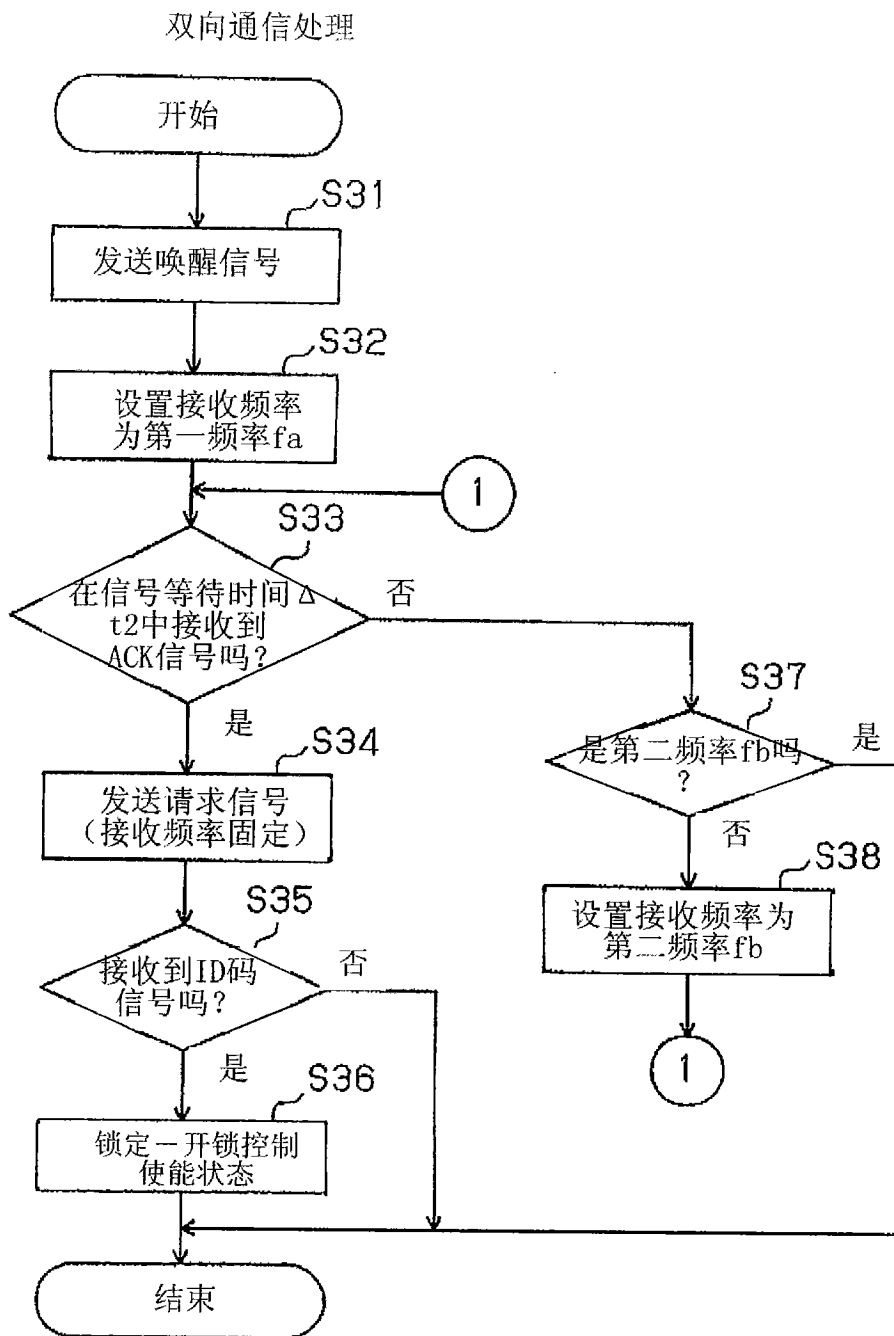 双向通信处理
开始
S31
发送唤醒信号
S32
设置接收频率
为第一频率fa
1
S33
在信号等待时间Δ
t2中接收到
ACK信号吗?
否
是
S37
是第二频率fb吗
?
是
否
S34
发送请求信号
（接收频率固定）
S38
设置接收频率为
第二频率fb
1
S35
接收到ID码
信号吗?
否
是
S36
锁定－开锁控制
使能状态
结束